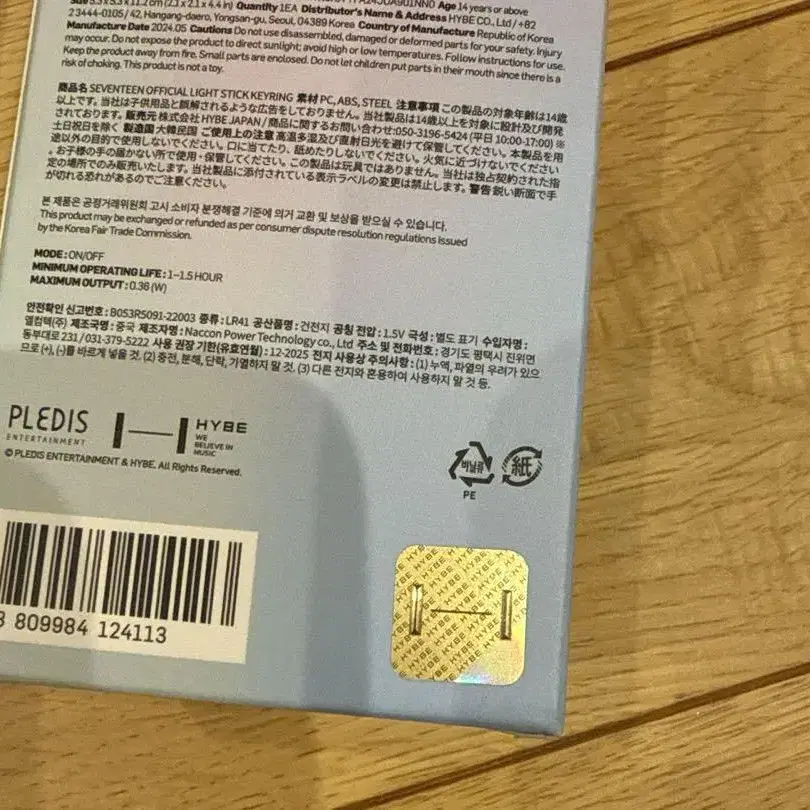 Size 5.3 x 5.3 x 11.2 cm (2.1 x 2.1 x 4.4 in) Quantity 1EA Distributor's Name & Address HYBE CO., Ltd / +82
2 3444-0105 / 42, Hangang-daero, Yongsan-gu, Seoul, 04389 Korea Country of Manufacture Republic of Korea
Manufacture Date 2024.05 Cautions Do not use disassembled, damaged or deformed parts for your safety. Injury
may occur. Do not expose the product to direct sunlight; avoid high or low temperatures. Follow instructions for use.
Keep the product away from fire. Small parts are enclosed. Do not let children put parts in their mouth since there is a
risk of choking. This product is not a toy.
商品名 SEVENTEEN OFFICIAL LIGHT STICK KEYRING 素材 PC, ABS, STEEL 注意事項 この製品の対象年齢は14歳
以上です。当社は子供用品と誤解されるような広告をしておりません。当社製品は14歳以上を対象に設計及び開発
されております。販売元 株式会社 HYBE JAPAN / 商品に関するお問い合わせ:050-3196-5424 (平日 10:00-17:00) ※
土日祝日を除く 製造国 大韓民国 ご使用上の注意 高温多湿及び直射日光を避けて保管してください。本製品を用
途以外の目的で使用しないでください。口に当てたり、舐めたりしないでください。火気に近づけないでください
。お子様の手の届かない所で使用・保管してください。この製品は玩具ではありません。当社は独占契約された指
定の場所でのみ販売いたします。当社製品に添付されている表示ラベルの変更は禁止します。警告 鋭い断面で手
が切れる恐れがあるのでご注意ください。
본 제품은 공정거래위원회 고시 소비자 분쟁해결 기준에 의거 교환 및 보상을 받으실 수 있습니다.
This product may be exchanged or refunded as per consumer dispute resolution regulations issued
by the Korea Fair Trade Commission.
MODE : ON/OFF
MINIMUM OPERATING LIFE : 1~1.5 HOUR
MAXIMUM OUTPUT : 0.36 (W)
안전확인 신고번호 : B053R5091-22003 종류 : LR41 공산품명 : 건전지 공칭 전압 : 1.5V 극성 : 별도 표기 수입자명 :
엘컴텍(주) 제조국명 : 중국 제조자명 : Naccon Power Technology co., Ltd 주소 및 전화번호 : 경기도 평택시 진위면
동부대로 231 / 031-379-5222 사용 권장 기한(유효연월) : 12-2025 전지 사용상 주의사항 : (1) 누액, 파열의 우려가 있으
므로 (+), (-)를 바르게 넣을 것. (2) 충전, 분해, 단락, 가열하지 말 것. (3) 다른 전지와 혼용하여 사용하지 말 것 등.
PLEDIS
ENTERTAINMENT
HYBE
WE
BELIEVE IN
MUSIC
© PLEDIS ENTERTAINMENT & HYBE. All Rights Reserved.
비닐류
PE
紙
8 809984 124113
HYBE HYBE HYBE